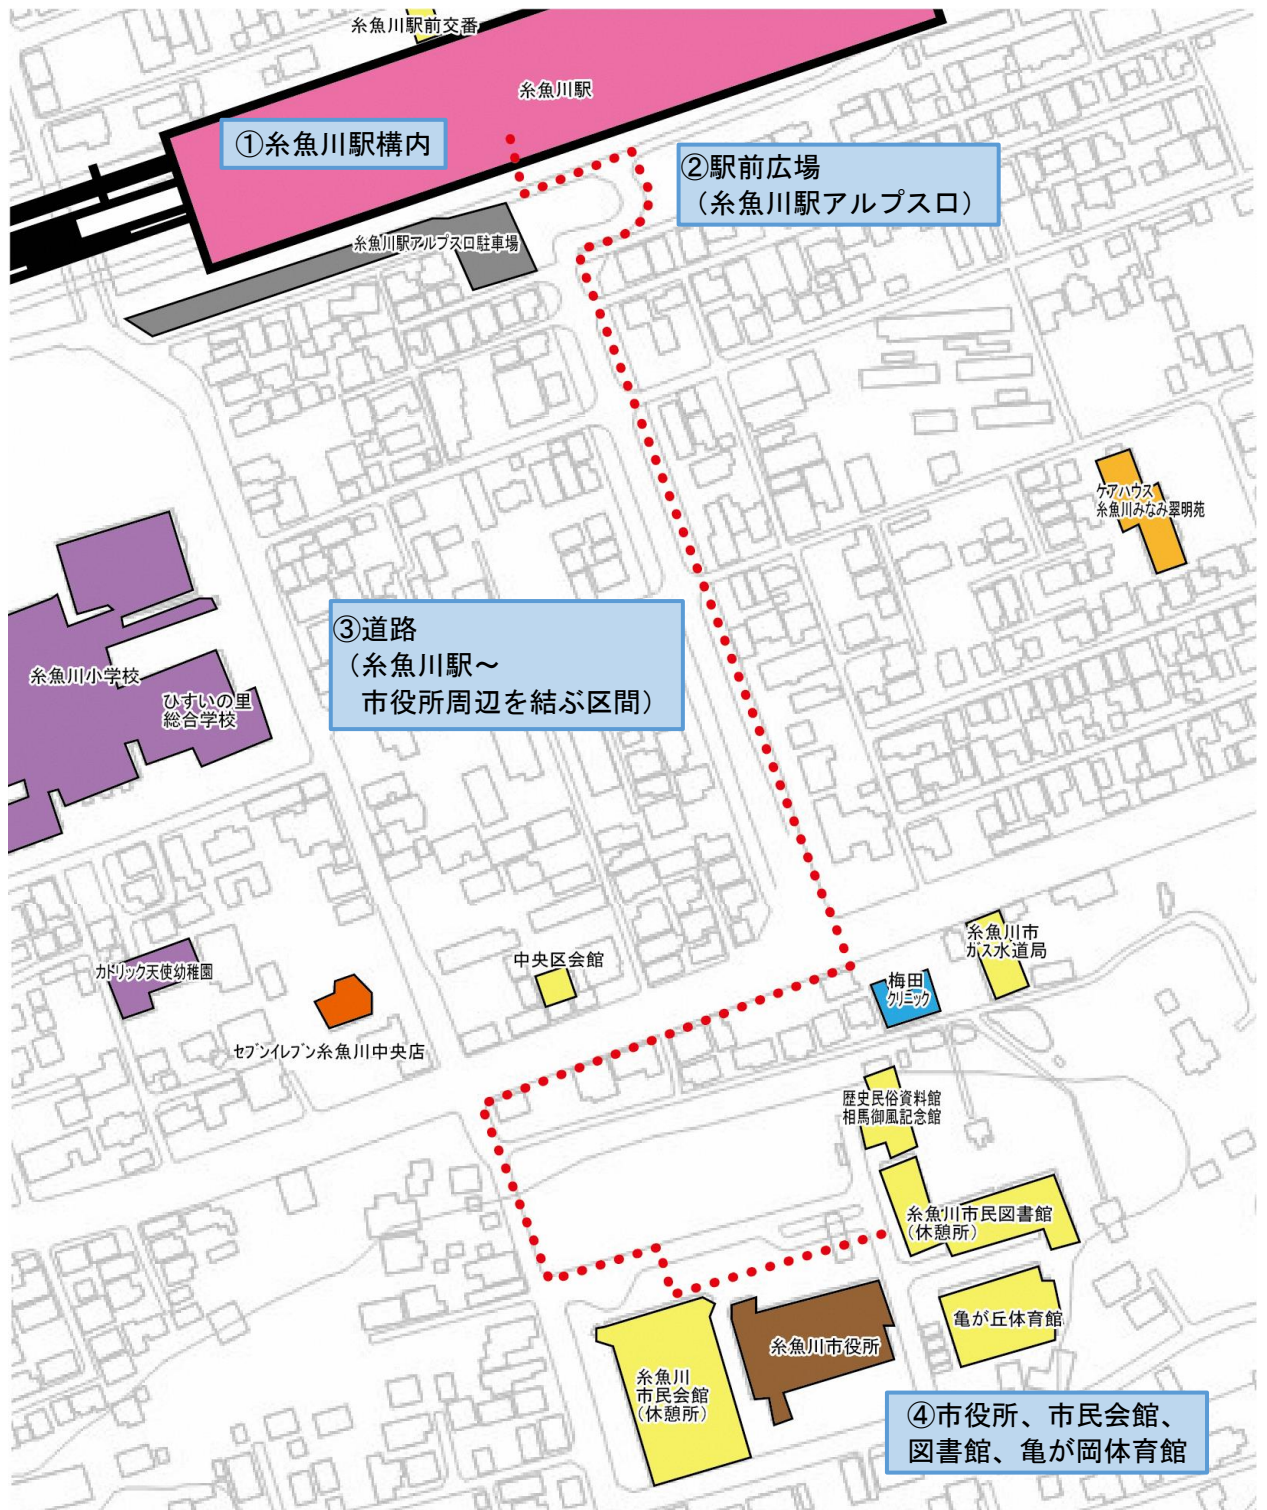 糸魚川駅前交番
糸魚川駅
①糸魚川駅構内
②駅前広場
（糸魚川駅アルプス口）
糸魚川駅アルプス口駐車場
ケアハウス
糸魚川みなみ翠明苑
③道路
（糸魚川駅～
市役所周辺を結ぶ区間）
糸魚川小学校
ひすいの里
総合学校
カトリック天使幼稚園
セブンイレブン糸魚川中央店
中央区会館
糸魚川市
ガス水道局
梅田
クリニック
歴史民俗資料館
相馬御風記念館
糸魚川市民図書館
（休憩所）
亀が丘体育館
糸魚川市役所
糸魚川
市民会館
（休憩所）
④市役所、市民会館、
図書館、亀が岡体育館